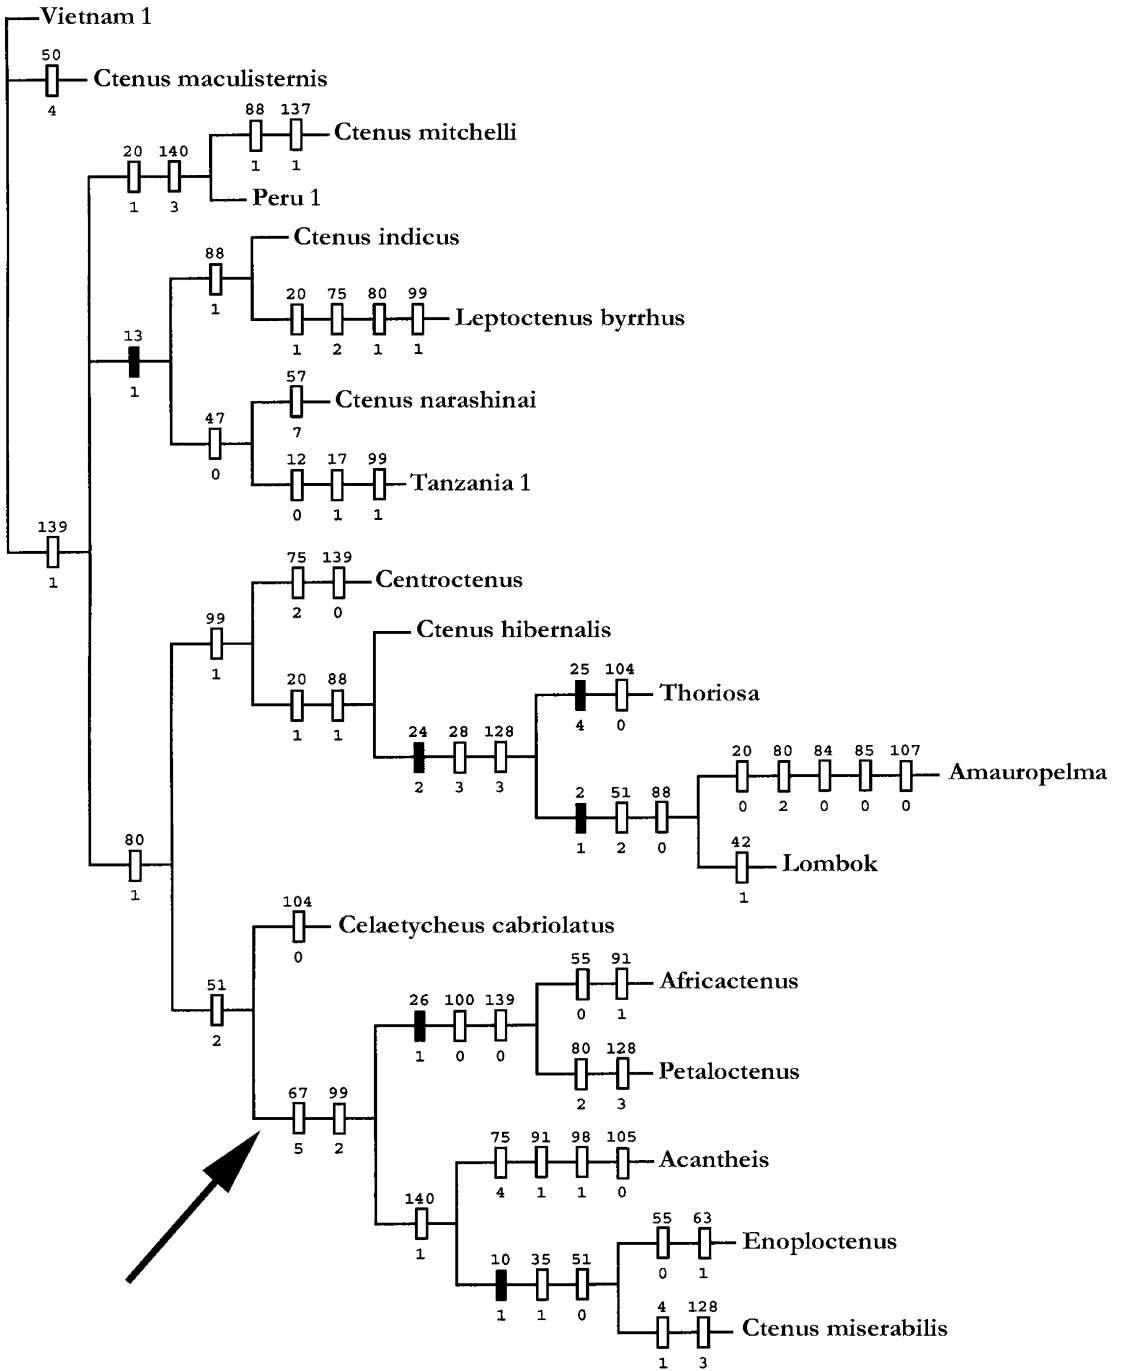 Vietnam 1
50
Ctenus maculisternis
4
88 137
Ctenus mitchelli
20 140
1 1
1 3
Peru 1
Ctenus indicus
88
1
20 75 80 99
Leptoctenus byrrhus
1 2 1 1
13
1
57
Ctenus narashinai
7
47
0
12 17 99
Tanzania 1
0 1 1
139
1
75 139
Centroctenus
2 0
99
1
Ctenus hibernalis
20 88
1 1
25 104
Thoriosa
4 0
24 28 128
2 3 3
20 80 84 85 107
Amauropelma
0 2 0 0 0
2 51 88
1 2 0
42
Lombok
1
80
1
104
Celaetycheus cabriolatus
0
51
2
55 91
Africactenus
0 1
26 100 139
1 0 0
80 128
Petaloctenus
2 3
67 99
5 2
75 91 98 105
Acantheis
4 1 1 0
140
1
55 63
Enoploctenus
0 1
10 35 51
1 1 0
4 128
Ctenus miserabilis
1 3